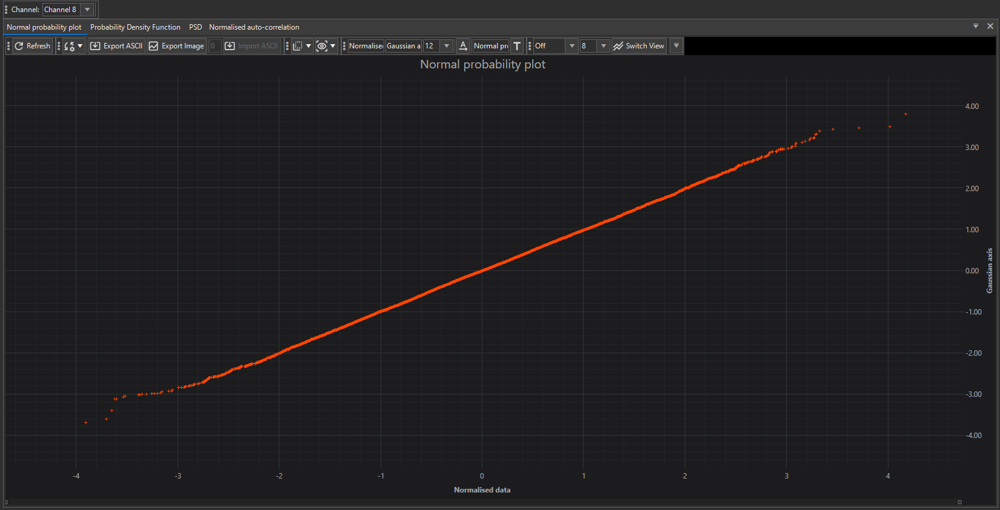 Channel: Channel 8
Normal probability plot Probability Density Function PSD Normalised auto-correlation
Refresh Export ASCII Export Image 0 Import ASCII Normalise Gaussian a 12 A Normal pr T Off 8 Switch View
Normal probability plot
4.00
3.00
2.00
1.00
0.00
-1.00
-2.00
-3.00
-4.00
Gaussian axis
-4 -3 -2 -1 0 1 2 3 4
Normalised data